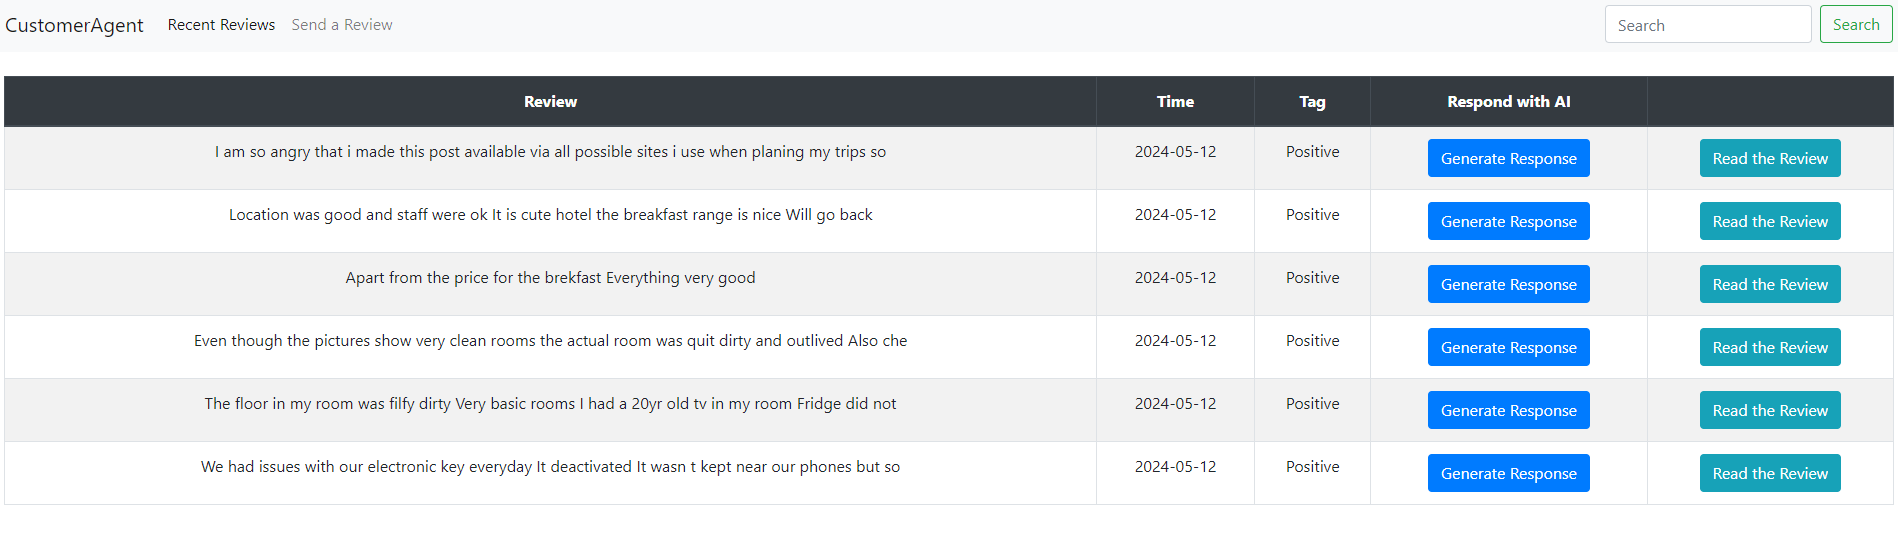 CustomerAgent Recent Reviews Send a Review Search Search
Review Time Tag Respond with AI
I am so angry that i made this post available via all possible sites i use when planing my trips so 2024-05-12 Positive Generate Response Read the Review
Location was good and staff were ok It is cute hotel the breakfast range is nice Will go back 2024-05-12 Positive Generate Response Read the Review
Apart from the price for the brekfast Everything very good 2024-05-12 Positive Generate Response Read the Review
Even though the pictures show very clean rooms the actual room was quit dirty and outlived Also che 2024-05-12 Positive Generate Response Read the Review
The floor in my room was filfy dirty Very basic rooms I had a 20yr old tv in my room Fridge did not 2024-05-12 Positive Generate Response Read the Review
We had issues with our electronic key everyday It deactivated It wasn t kept near our phones but so 2024-05-12 Positive Generate Response Read the Review